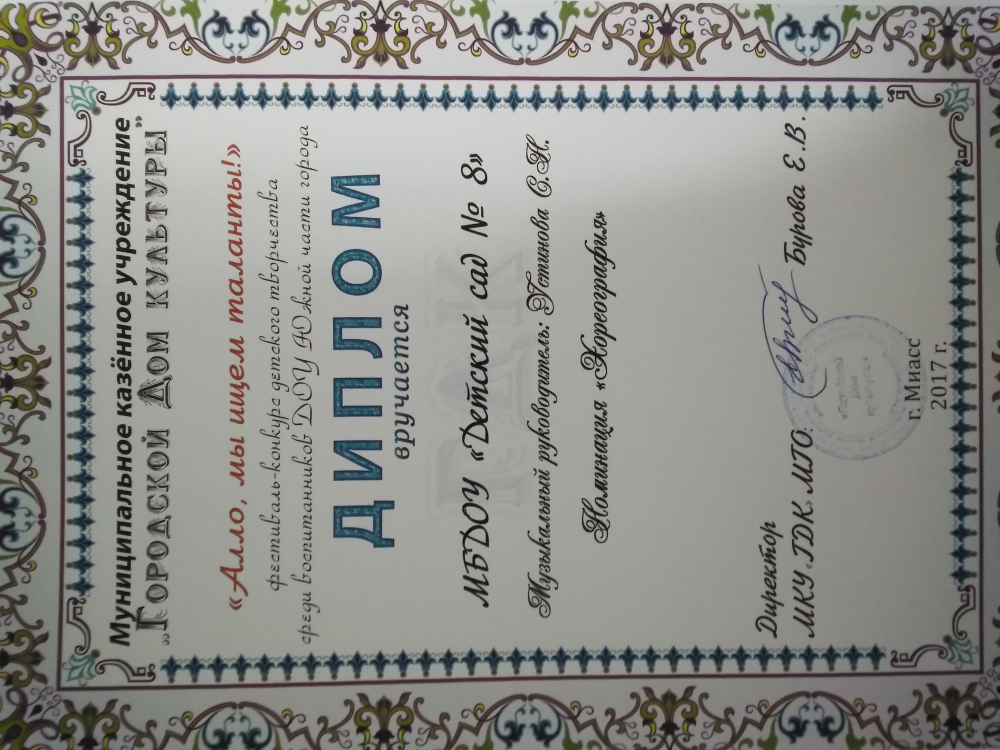 Муниципальное казённое учреждение
„Городской Дом культуры”
«Алло, мы ищем таланты!»
фестиваль-конкурс детского творчества
среди воспитанников ДОУ Южной части города
ДИПЛОМ
вручается
ГДК
МБДОУ «Детский сад № 8»
Музыкальный руководитель: Устинова С.Н.
Номинация «Хореография»
Директор
МКУ ГДК МГО: Бурова Е.В.
г. Миасс
2017 г.